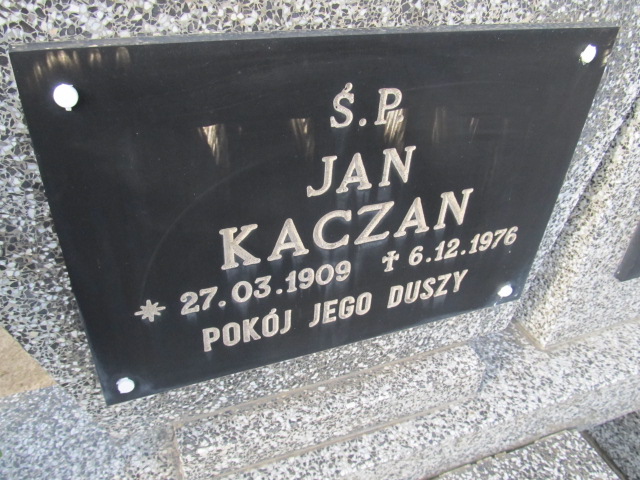 Ś.P.
JAN
KACZAN
* 27.03.1909 ✝ 6.12.1976
POKÓJ JEGO DUSZY